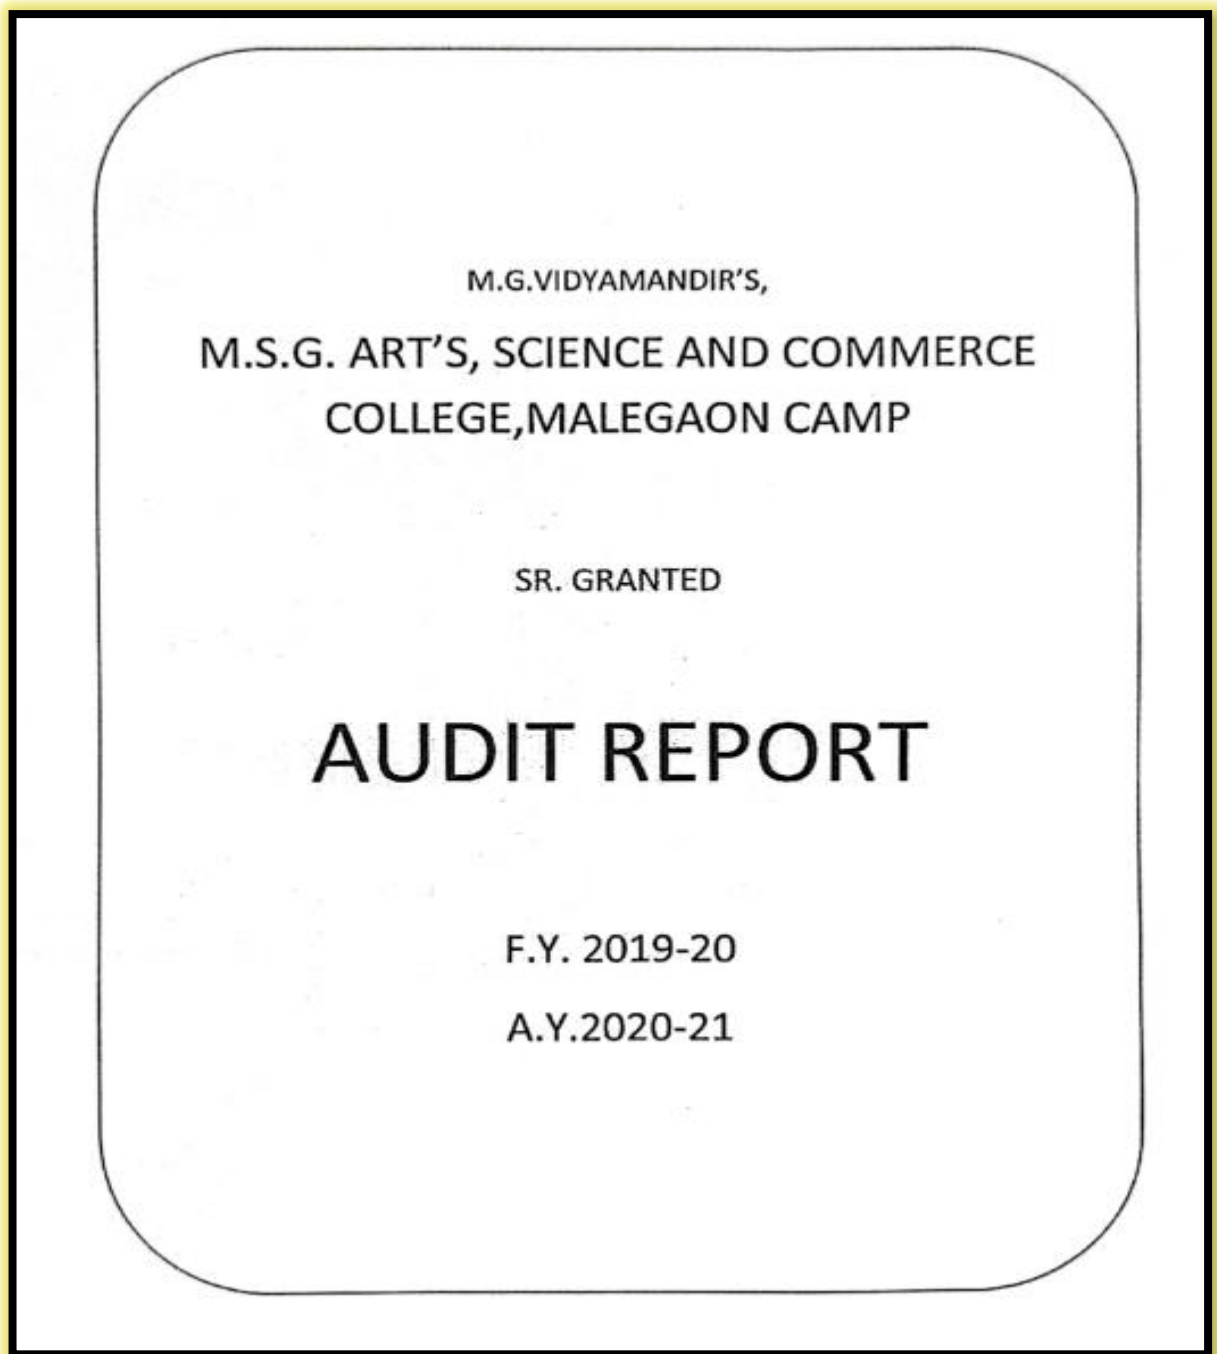 M.G.VIDYAMANDIR'S,
M.S.G. ART'S, SCIENCE AND COMMERCE
COLLEGE,MALEGAON CAMP
SR. GRANTED
AUDIT REPORT
F.Y. 2019-20
A.Y.2020-21